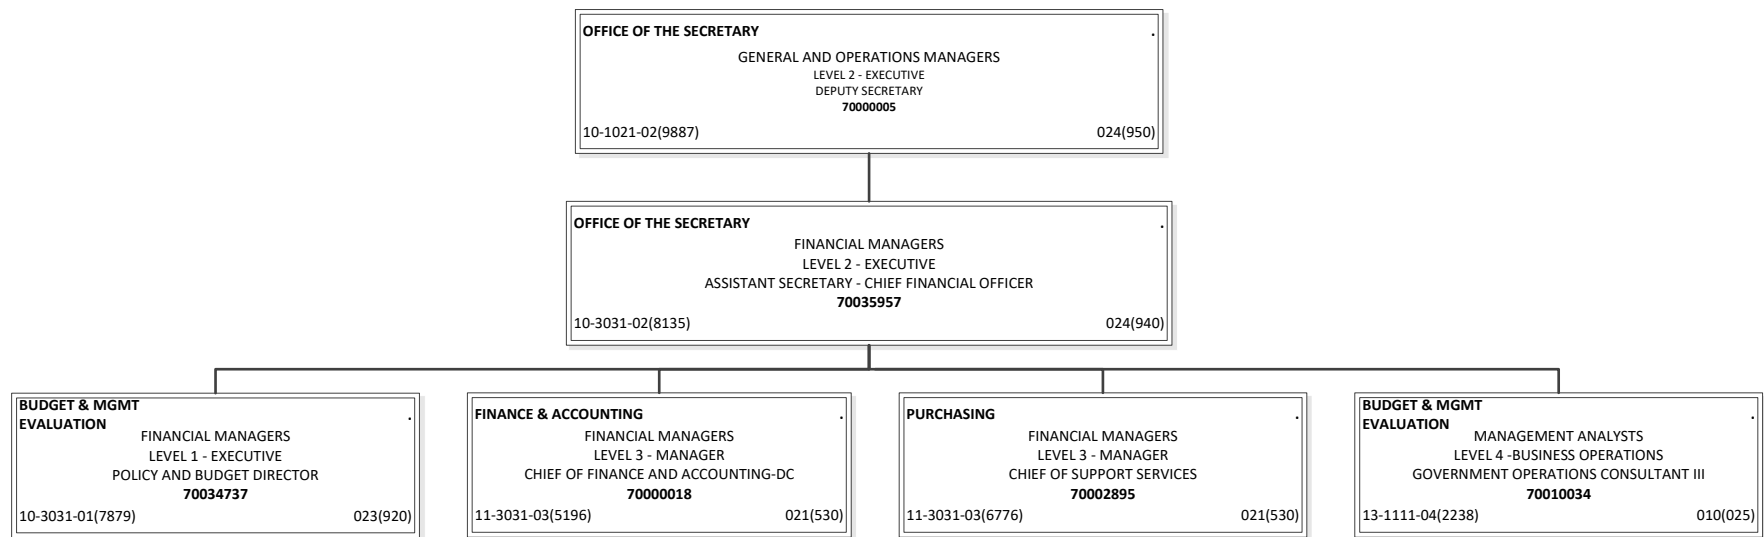 OFFICE OF THE SECRETARY .
GENERAL AND OPERATIONS MANAGERS
LEVEL 2 - EXECUTIVE
DEPUTY SECRETARY
70000005
10-1021-02(9887) 024(950)
OFFICE OF THE SECRETARY .
FINANCIAL MANAGERS
LEVEL 2 - EXECUTIVE
ASSISTANT SECRETARY - CHIEF FINANCIAL OFFICER
70035957
10-3031-02(8135) 024(940)
BUDGET & MGMT
EVALUATION .
FINANCIAL MANAGERS
LEVEL 1 - EXECUTIVE
POLICY AND BUDGET DIRECTOR
70034737
10-3031-01(7879) 023(920)
FINANCE & ACCOUNTING .
FINANCIAL MANAGERS
LEVEL 3 - MANAGER
CHIEF OF FINANCE AND ACCOUNTING-DC
70000018
11-3031-03(5196) 021(530)
PURCHASING .
FINANCIAL MANAGERS
LEVEL 3 - MANAGER
CHIEF OF SUPPORT SERVICES
70002895
11-3031-03(6776) 021(530)
BUDGET & MGMT
EVALUATION .
MANAGEMENT ANALYSTS
LEVEL 4 -BUSINESS OPERATIONS
GOVERNMENT OPERATIONS CONSULTANT III
70010034
13-1111-04(2238) 010(025)